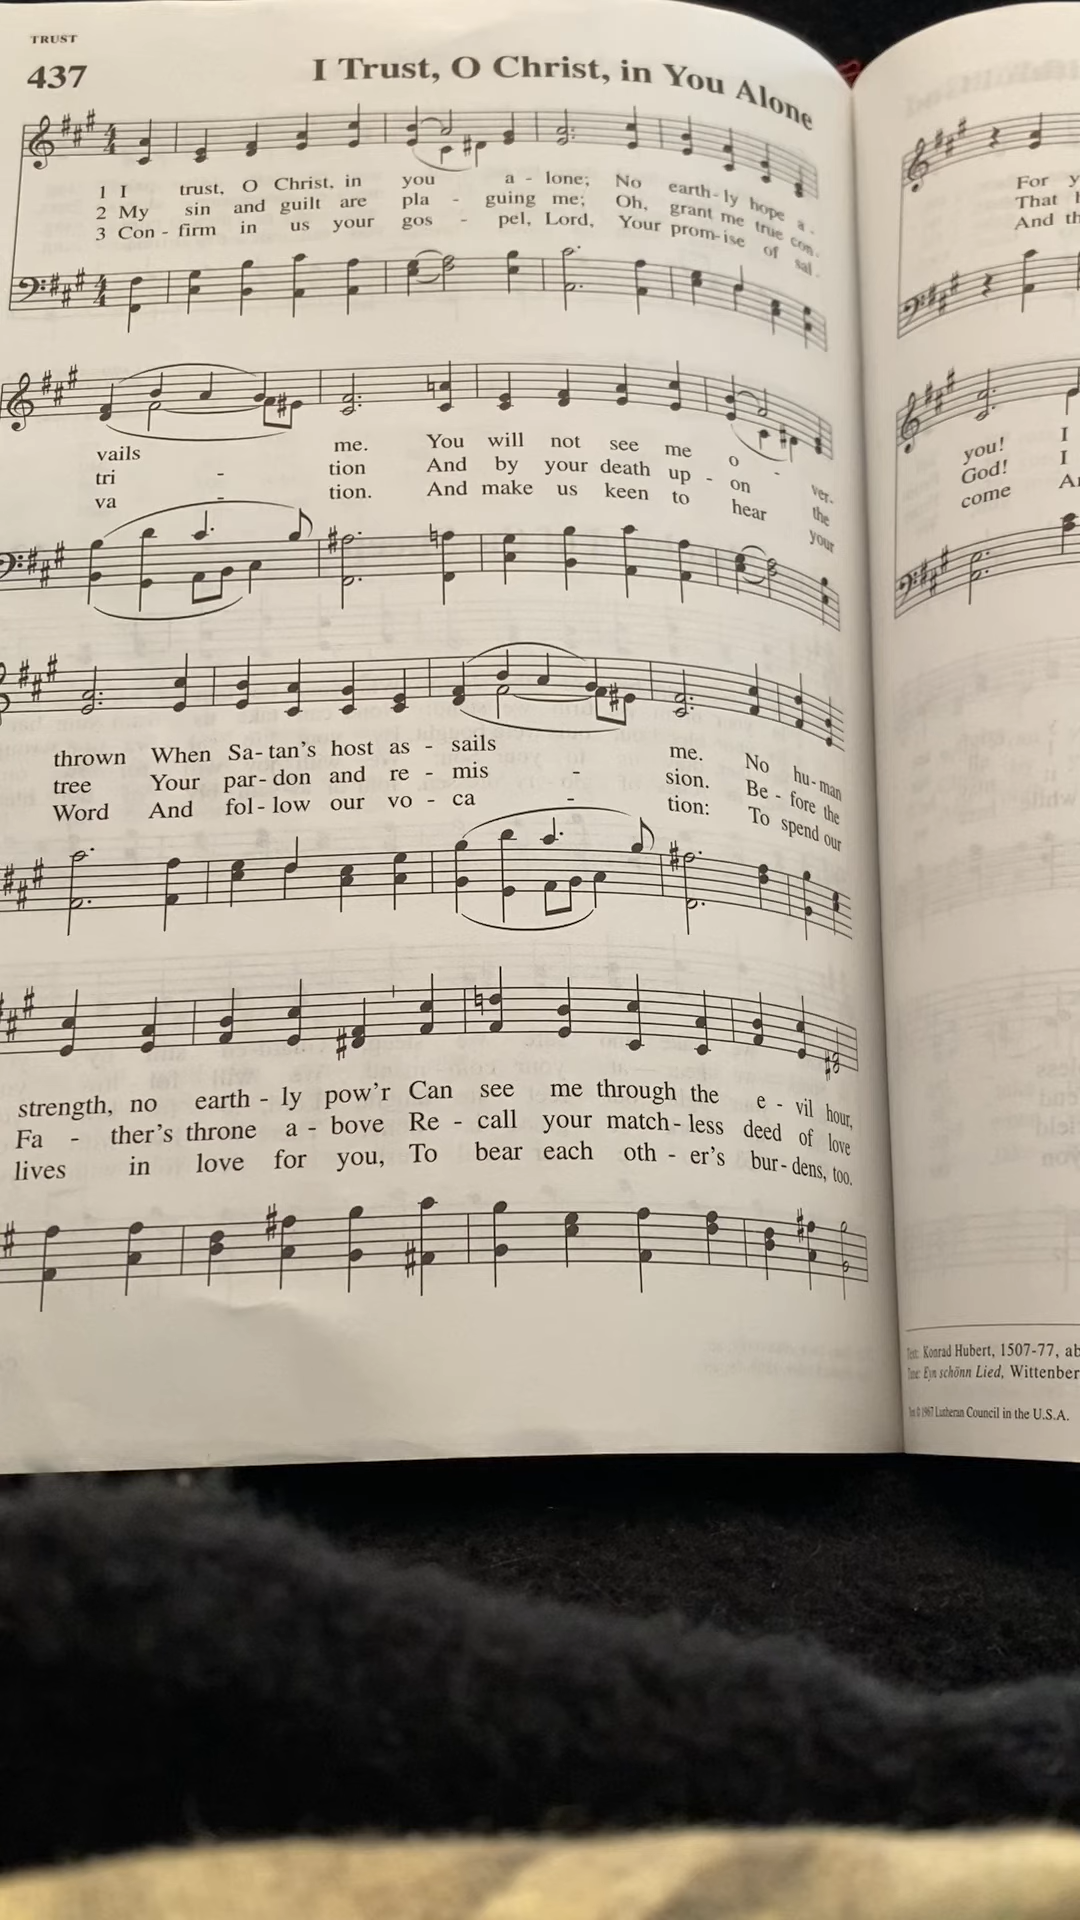 TRUST
437
I Trust, O Christ, in You Alone
1 I trust, O Christ, in you a - lone; No earth - ly hope a -
2 My sin and guilt are pla - guing me; Oh, grant me true con -
3 Con - firm in us your gos - pel, Lord, Your prom - ise of sal -
vails me. You will not see me o - ver -
tri - tion And by your death up - on the
va - tion. And make us keen to hear your
thrown When Sa - tan's host as - sails me. No hu - man
tree Your par - don and re - mis - sion. Be - fore the
Word And fol - low our vo - ca - tion: To spend our
strength, no earth - ly pow'r Can see me through the e - vil hour,
Fa - ther's throne a - bove Re - call your match - less deed of love
lives in love for you, To bear each oth - er's bur - dens, too.
For
That
And
you! I
God! I
come
Text: Konrad Hubert, 1507-77,
Tune: Eyn schönn Lied,
Text © 1967 Lutheran Council in the U.S.A.